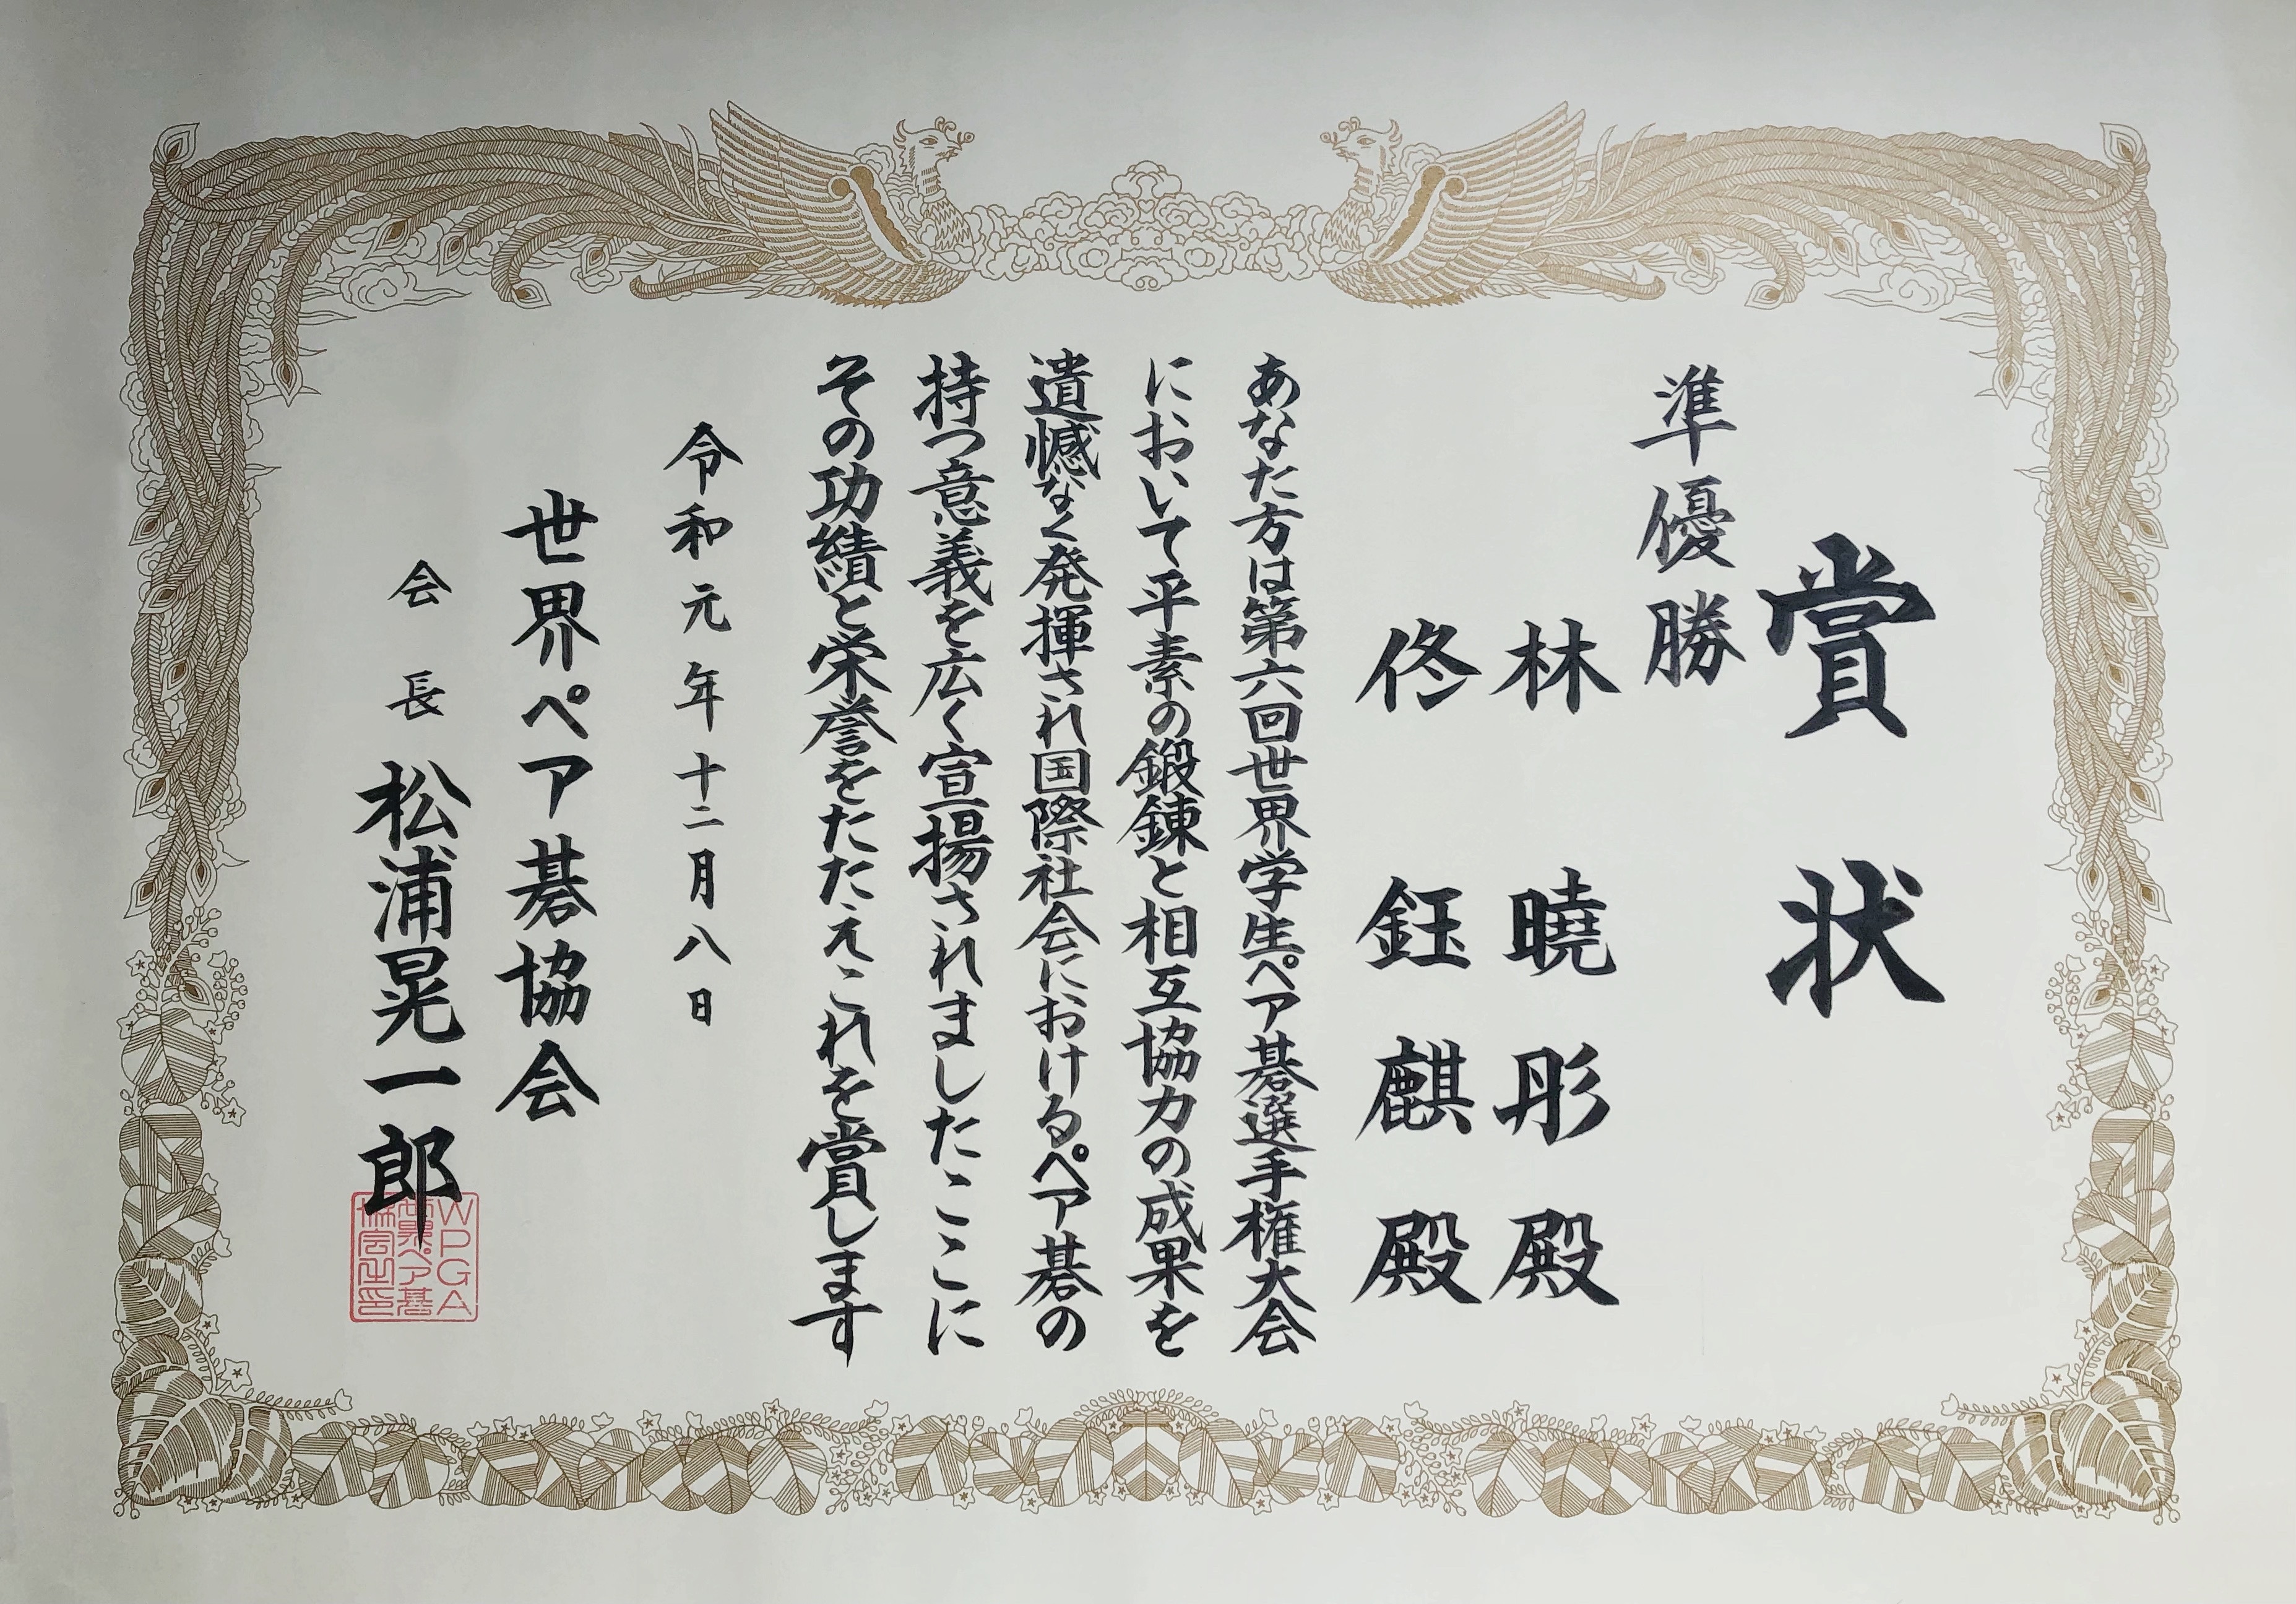 賞状
準優勝
林 曉彤 殿
佟 鈺麒 殿
あなた方は第六回世界学生ペア碁選手権大会
において平素の鍛錬と相互協力の成果を
遺憾なく発揮され国際社会におけるペア碁の
持つ意義を広く宣揚されましたここに
その功績と栄誉をたたえこれを賞します
令和元年十二月八日
世界ペア碁協会
会長 松浦晃一郎
WPGA
世界ペア碁
協会之印